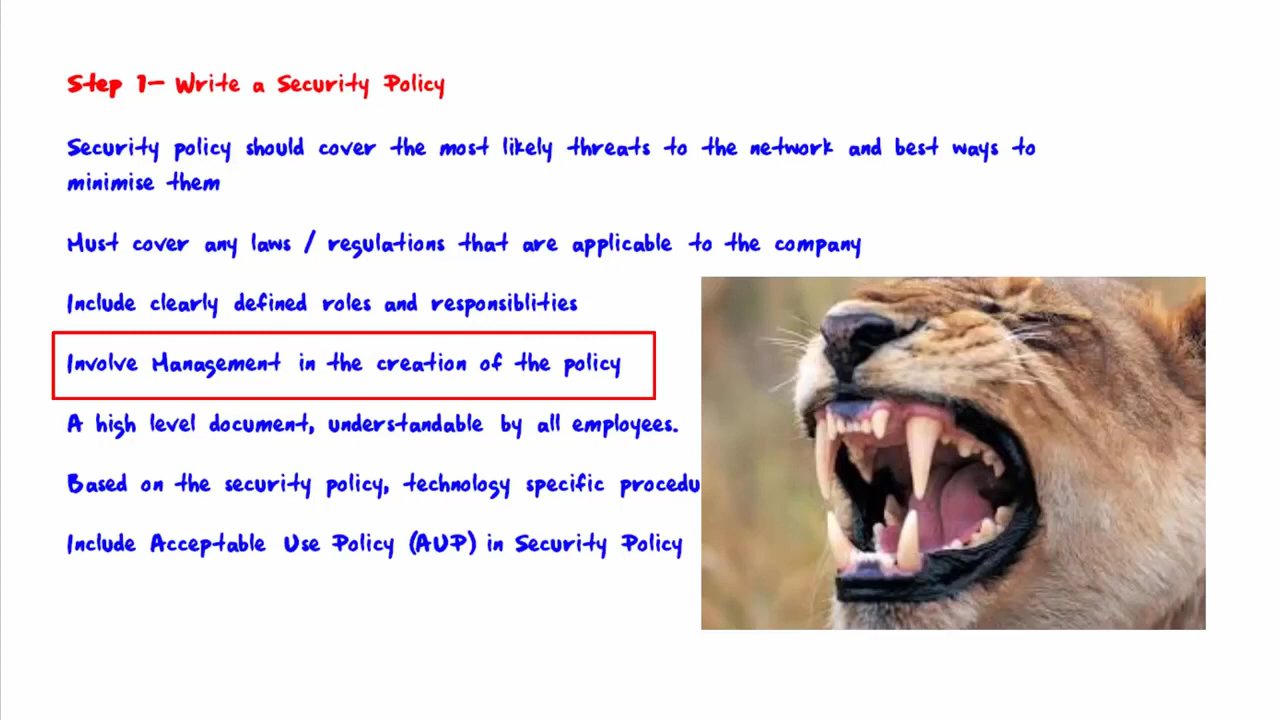 Step 1- Write a Security Policy
Security policy should cover the most likely threats to the network and best ways to
minimise them
Must cover any laws / regulations that are applicable to the company
Include clearly defined roles and responsiblities
Involve Management in the creation of the policy
A high level document, understandable by all employees.
Based on the security policy, technology specific procedu
Include Acceptable Use Policy (AUP) in Security Policy